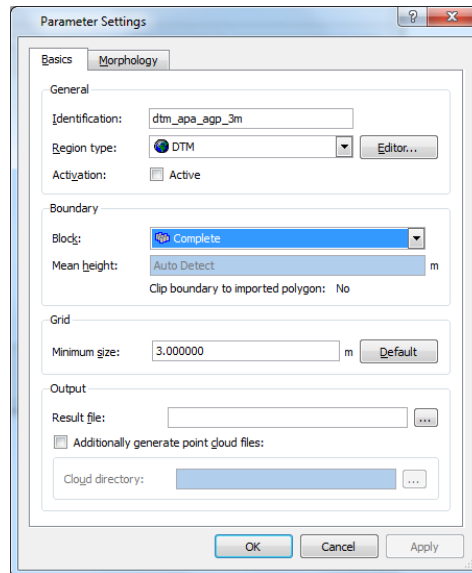 Parameter Settings
?
Basics
Morphology
General
Identification: dtm_apa_agp_3m
Region type: DTM Editor...
Activation: Active
Boundary
Block: Complete
Mean height: Auto Detect m
Clip boundary to imported polygon: No
Grid
Minimum size: 3.000000 m Default
Output
Result file: ...
Additionally generate point cloud files:
Cloud directory: ...
OK Cancel Apply